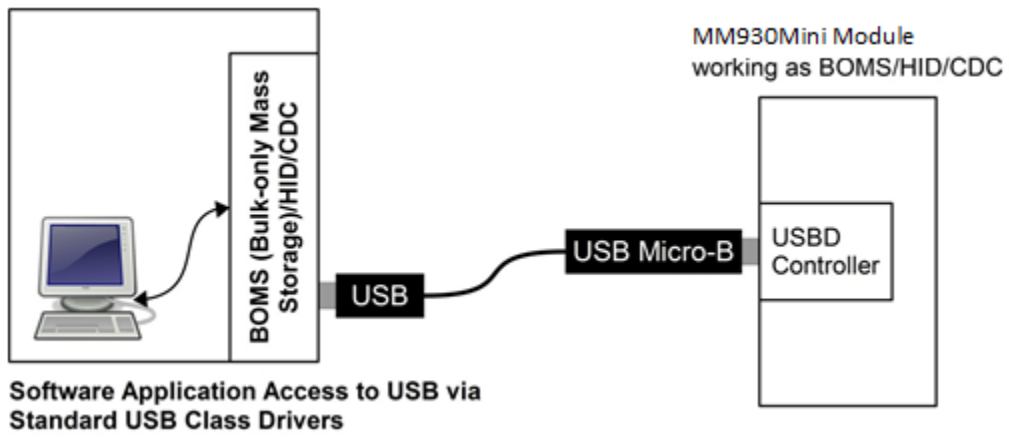 MM930Mini Module
working as BOMS/HID/CDC
BOMS (Bulk-only Mass
Storage)/HID/CDC
USB
USB Micro-B
USBD
Controller
Software Application Access to USB via
Standard USB Class Drivers